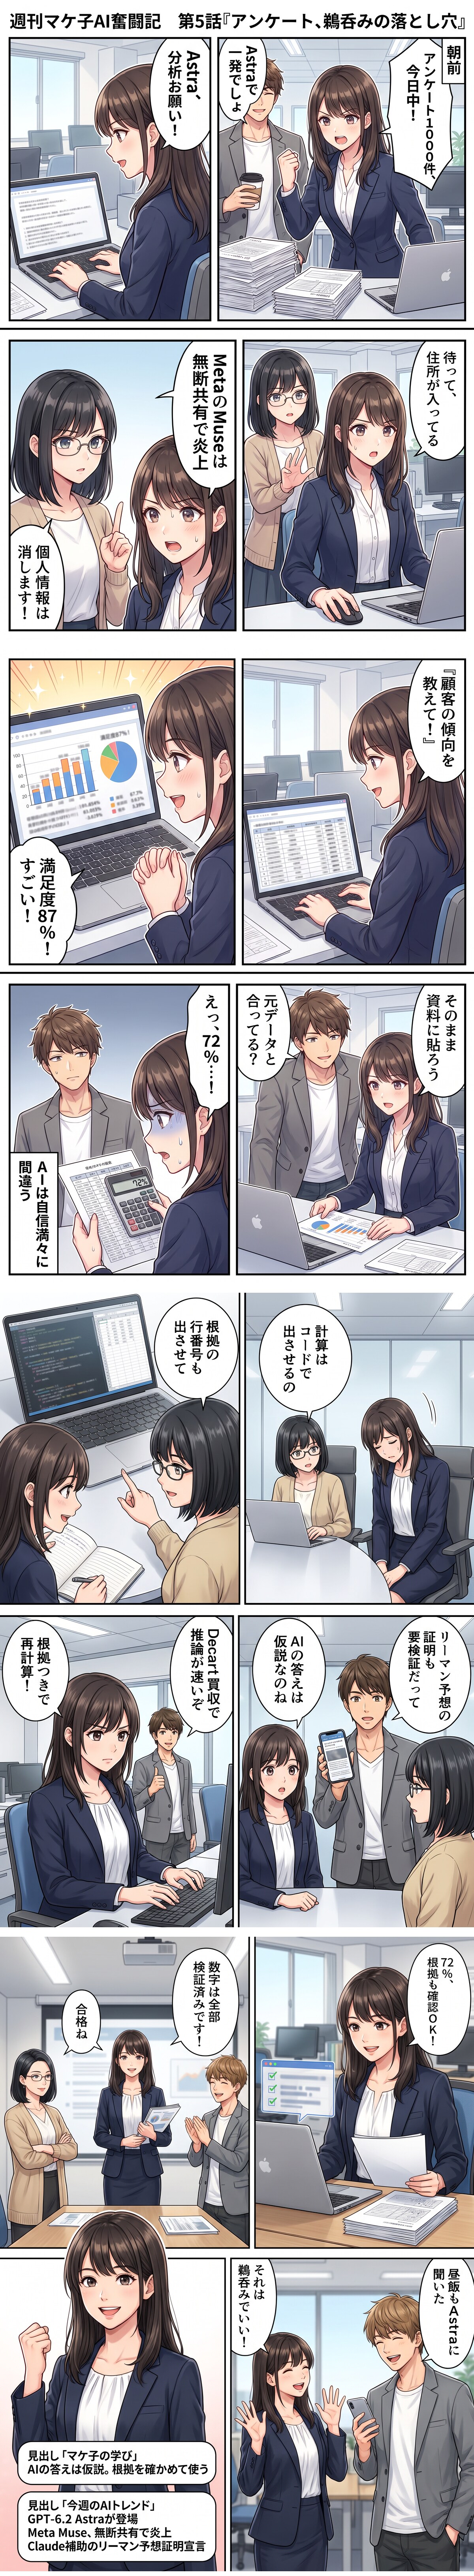 週刊マケ子AI奮闘記　第5話『アンケート、鵜呑みの落とし穴』
朝前
アンケート1000件、
今日中！
Astraで
一発でしょ
Astra、
分析お願い！
待って、
住所が入ってる
MetaのMuseは
無断共有で炎上
個人情報は
消します！
『顧客の傾向を
教えて！』
満足度87%！
満足度87%！
すごい！
そのまま
資料に貼ろう
元データと
合ってる？
えっ、72%…！
72%
AIは自信満々に
間違う
計算は
コードで
出させるの
根拠の
行番号も
出させて
リーマン予想の
証明も
要検証だって
AIの答えは
仮説なのね
Decart買収で
推論が速いぞ
根拠つきで
再計算！
72%、
根拠も確認OK！
数字は全部
検証済みです！
合格ね
昼飯もAstraに
聞いた
それは
鵜呑みでいい！
見出し「マケ子の学び」
AIの答えは仮説。根拠を確かめて使う
見出し「今週のAIトレンド」
GPT-6.2 Astraが登場
Meta Muse、無断共有で炎上
Claude補助のリーマン予想証明宣言